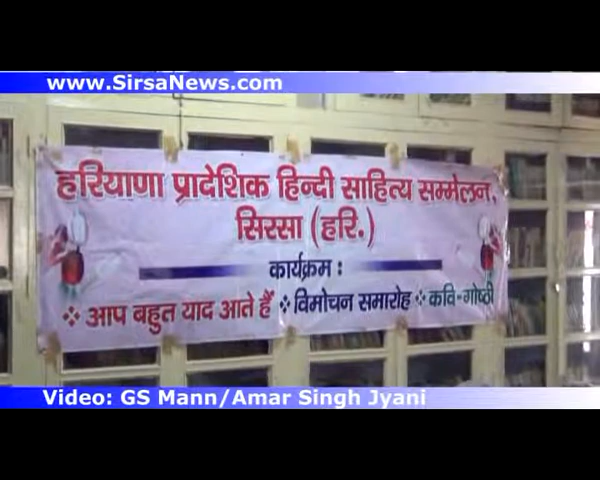 www.SirsaNews.com
हरियाणा प्रादेशिक हिन्दी साहित्य सम्मेलन,
सिरसा (हरि.)
कार्यक्रम :
❖ आप बहुत याद आते हैं ❖ विमोचन समारोह ❖ कवि-गोष्ठी
Video: GS Mann/Amar Singh Jyani